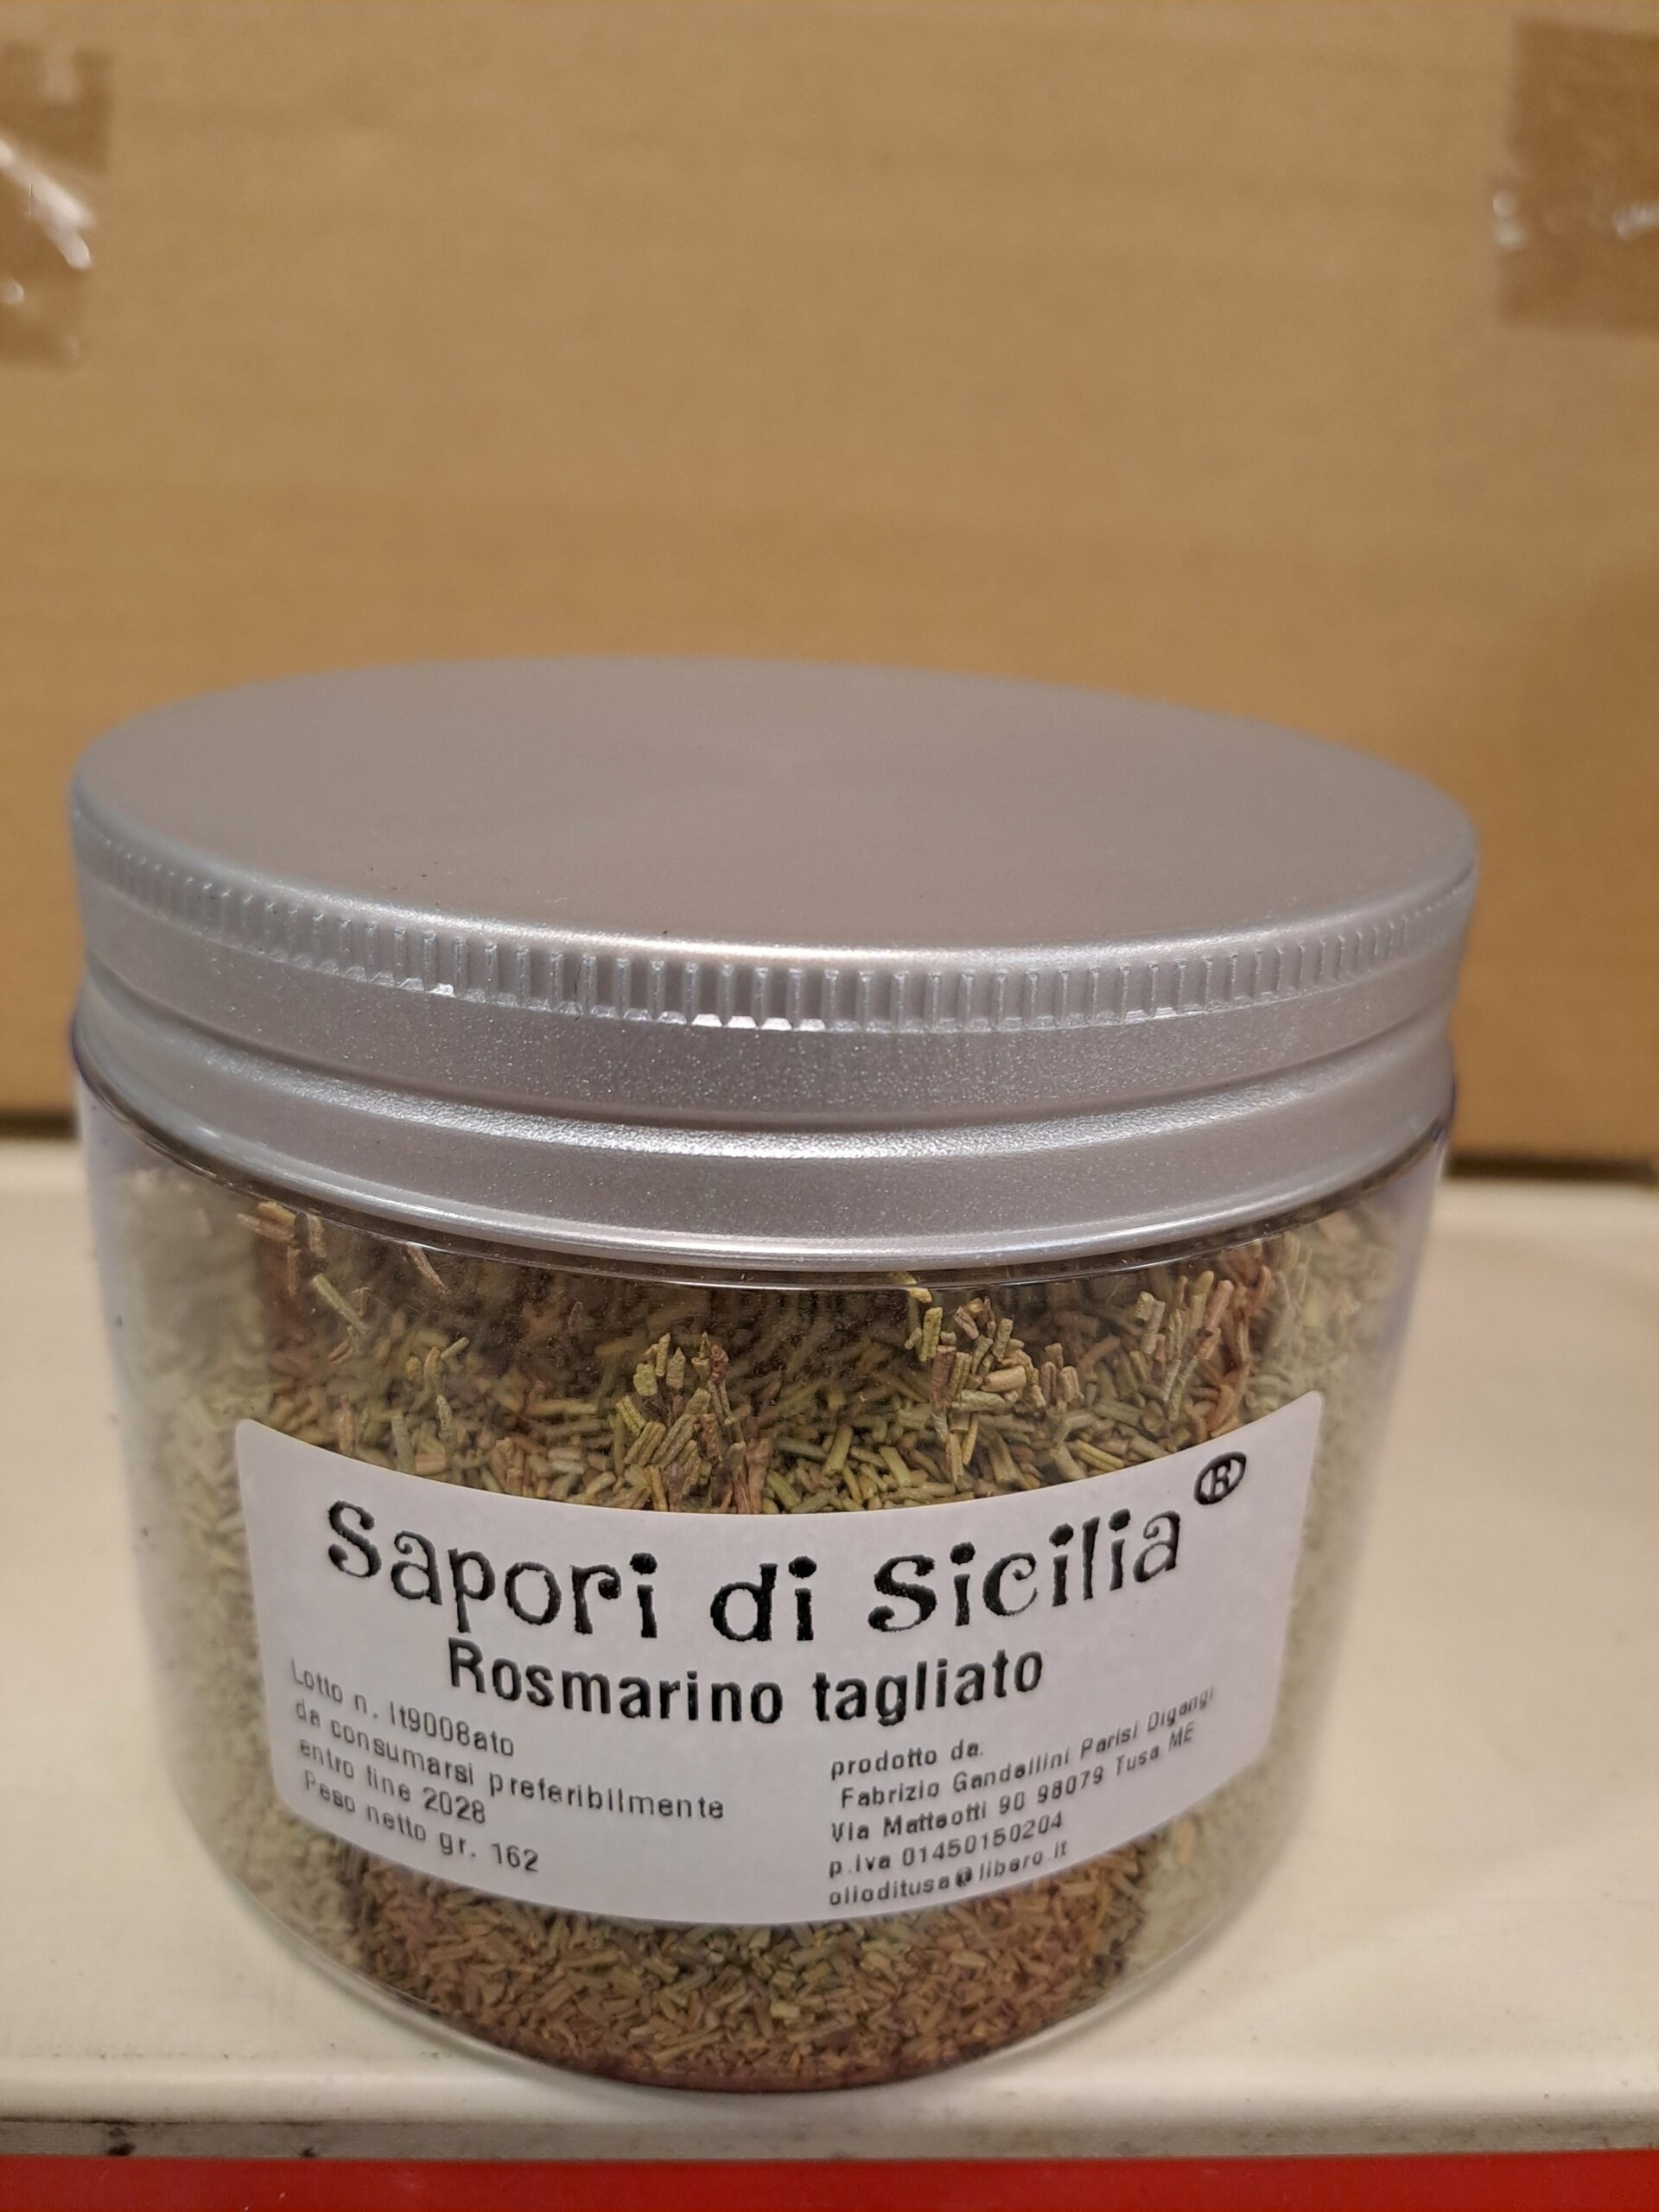 Sapori di Sicilia®
Rosmarino tagliato
Lotto n. lt9008ato
da consumarsi preferibilmente
entro fine 2028
Peso netto gr. 162
prodotto da.
Fabrizio Gandellini Parisi Digangi
Via Matteotti 90 98079 Tusa ME
p.iva 01450150204
olioditusa@libero.it